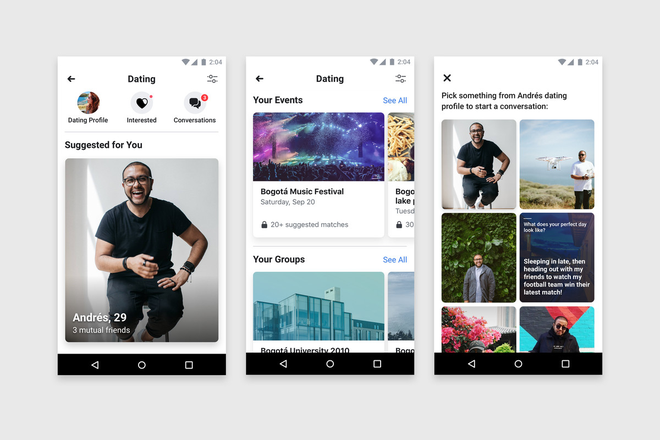 2:04
Dating
Dating Profile
Interested
Conversations
Suggested for You
Andrés, 29
3 mutual friends
2:04
Dating
Your Events
See All
Bogotá Music Festival
Saturday, Sep 20
20+ suggested matches
Bogo
lake p
Tuesd
30
Your Groups
See All
Bogotá University 2010
Bogo
2:04
Pick something from Andrés dating
profile to start a conversation:
What does your perfect day
look like?
Sleeping in late, then
heading out with my
friends to watch my
football team win their
latest match!